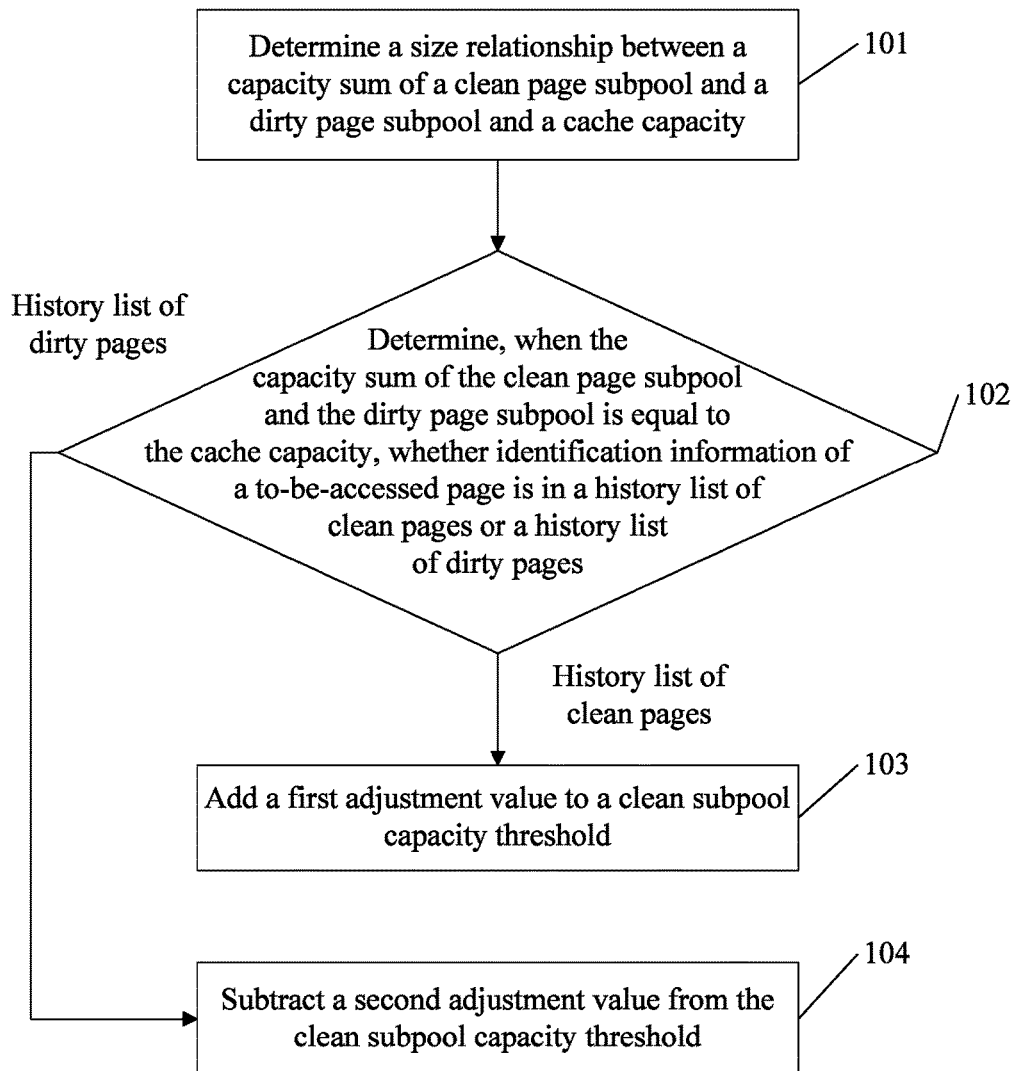 Determine a size relationship between a
capacity sum of a clean page subpool and a
dirty page subpool and a cache capacity
101
History list of
dirty pages
Determine, when the
capacity sum of the clean page subpool
and the dirty page subpool is equal to
the cache capacity, whether identification information of
a to-be-accessed page is in a history list of
clean pages or a history list
of dirty pages
102
History list of
clean pages
Add a first adjustment value to a clean subpool
capacity threshold
103
Subtract a second adjustment value from the
clean subpool capacity threshold
104